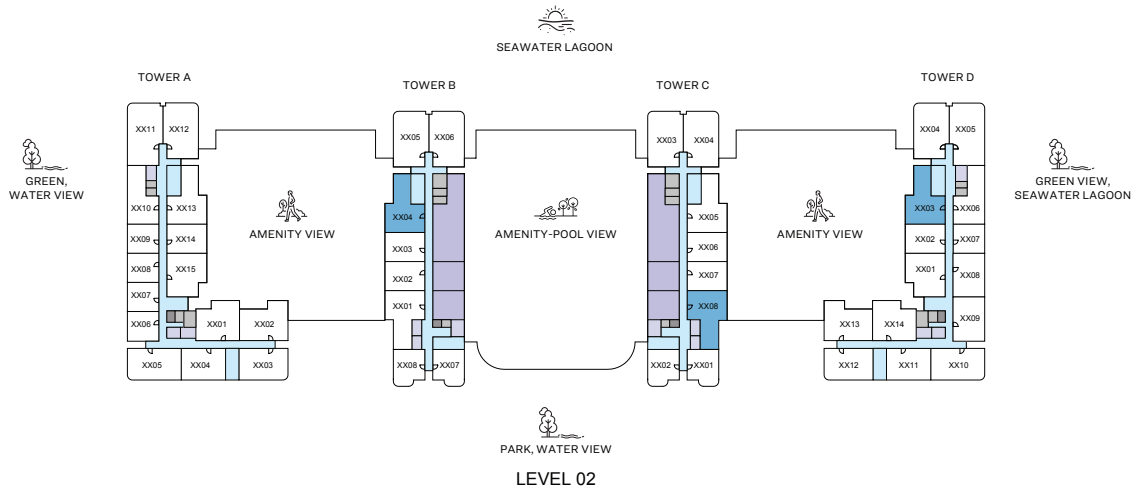 SEAWATER LAGOON
TOWER A
TOWER B
TOWER C
TOWER D
XX11
XX12
XX10
XX13
XX09
XX14
XX08
XX15
XX07
XX06
XX01
XX02
XX05
XX04
XX03
XX05
XX06
XX04
XX03
XX02
XX01
XX08
XX07
XX03
XX04
XX05
XX06
XX07
XX08
XX02
XX01
XX04
XX05
XX03
XX06
XX02
XX07
XX01
XX08
XX09
XX13
XX14
XX12
XX11
XX10
GREEN,
WATER VIEW
AMENITY VIEW
AMENITY-POOL VIEW
AMENITY VIEW
GREEN VIEW,
SEAWATER LAGOON
PARK, WATER VIEW
LEVEL 02